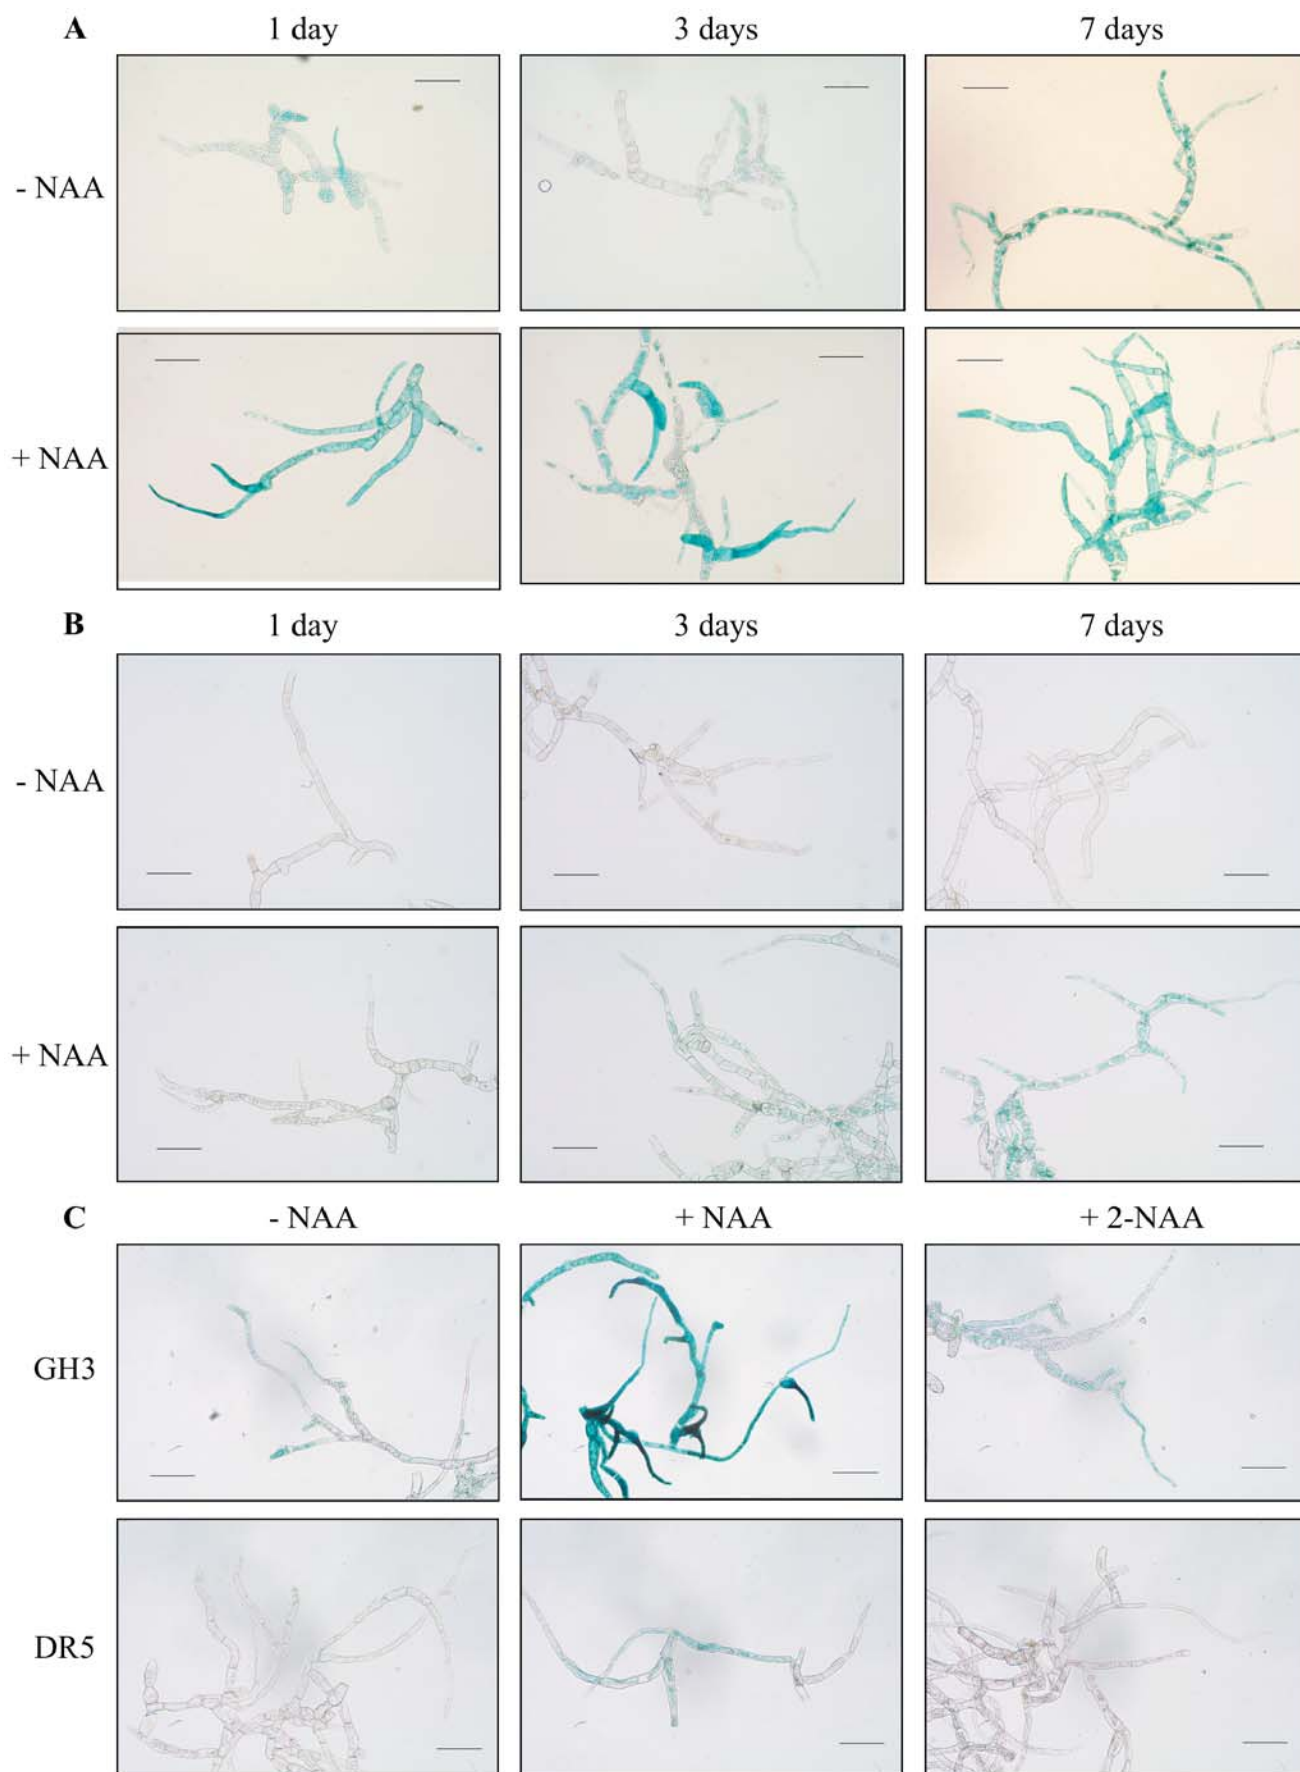 A 1 day 3 days 7 days
- NAA
+ NAA
B 1 day 3 days 7 days
- NAA
+ NAA
C - NAA + NAA + 2-NAA
GH3
DR5